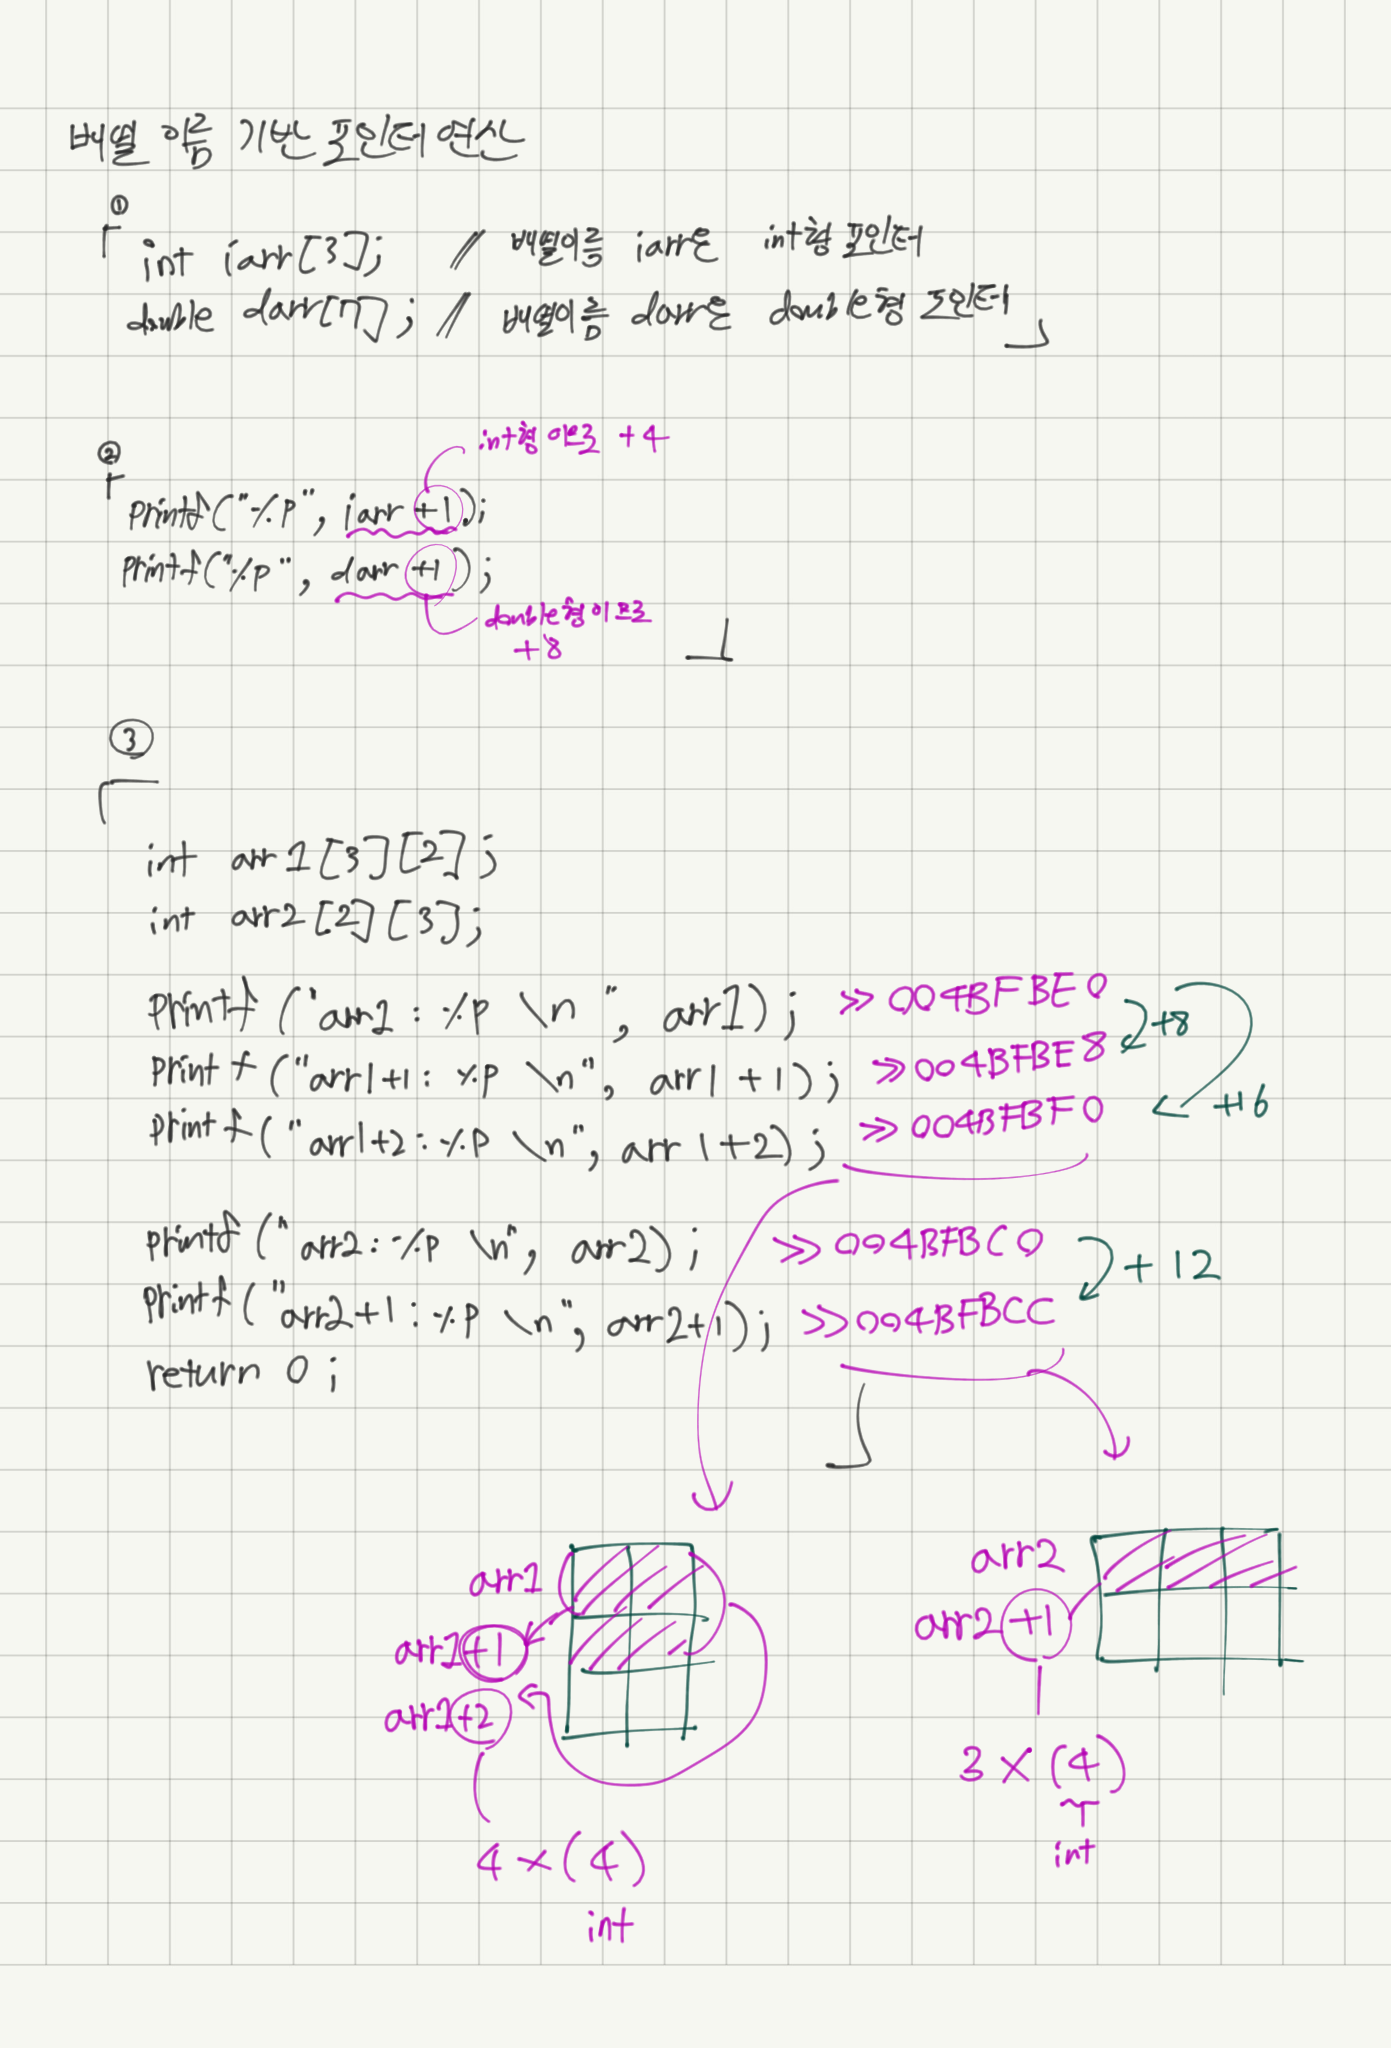 배열 이름 기반 포인터 연산
①
「 int iarr[3]; // 배열이름 iarr은 int형 포인터
double darr[7]; // 배열이름 darr은 double형 포인터 」
②
int형 이므로 +4
「 printf("%p", iarr +1);
printf("%p", darr +1);
double형이므로
+8 」
③
「
int arr1[3][2];
int arr2[2][3];
printf ("arr1 : %p \n ", arr1); >> 004BFBE0
+8
printf ("arr1+1: %p \n", arr1 +1); >> 004BFBE8
printf ("arr1+2: %p \n", arr1+2); >> 004BFBF0
+16
printf ("arr2: %p \n", arr2); >> 004BFBC0
+12
printf ("arr2+1: %p \n", arr2+1); >> 004BFBCC
return 0;
」
arr1
arr1+1
arr1+2
4 × (4)
int
arr2
arr2+1
3 × (4)
int